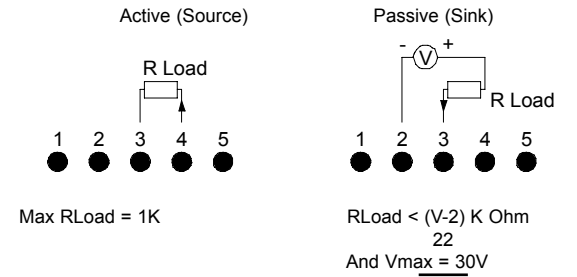 Active (Source)
R Load
1 2 3 4 5
Max RLoad = 1K
Passive (Sink)
- +
V
R Load
1 2 3 4 5
RLoad < (V-2) K Ohm
22
And Vmax = 30V